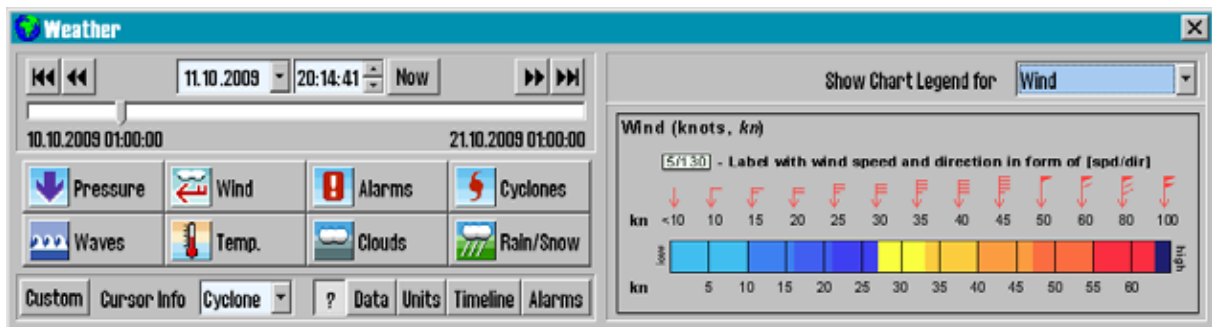 Weather
11.10.2009 20:14:41 Now
10.10.2009 01:00:00 21.10.2009 01:00:00
Pressure Wind Alarms Cyclones
Waves Temp. Clouds Rain/Snow
Custom Cursor Info Cyclone ? Data Units Timeline Alarms
Show Chart Legend for Wind
Wind (knots, kn)
5/130 - Label with wind speed and direction in form of [spd/dir]
kn <10 10 15 20 25 30 35 40 45 50 60 80 100
low high
kn 5 10 15 20 25 30 35 40 45 50 55 60